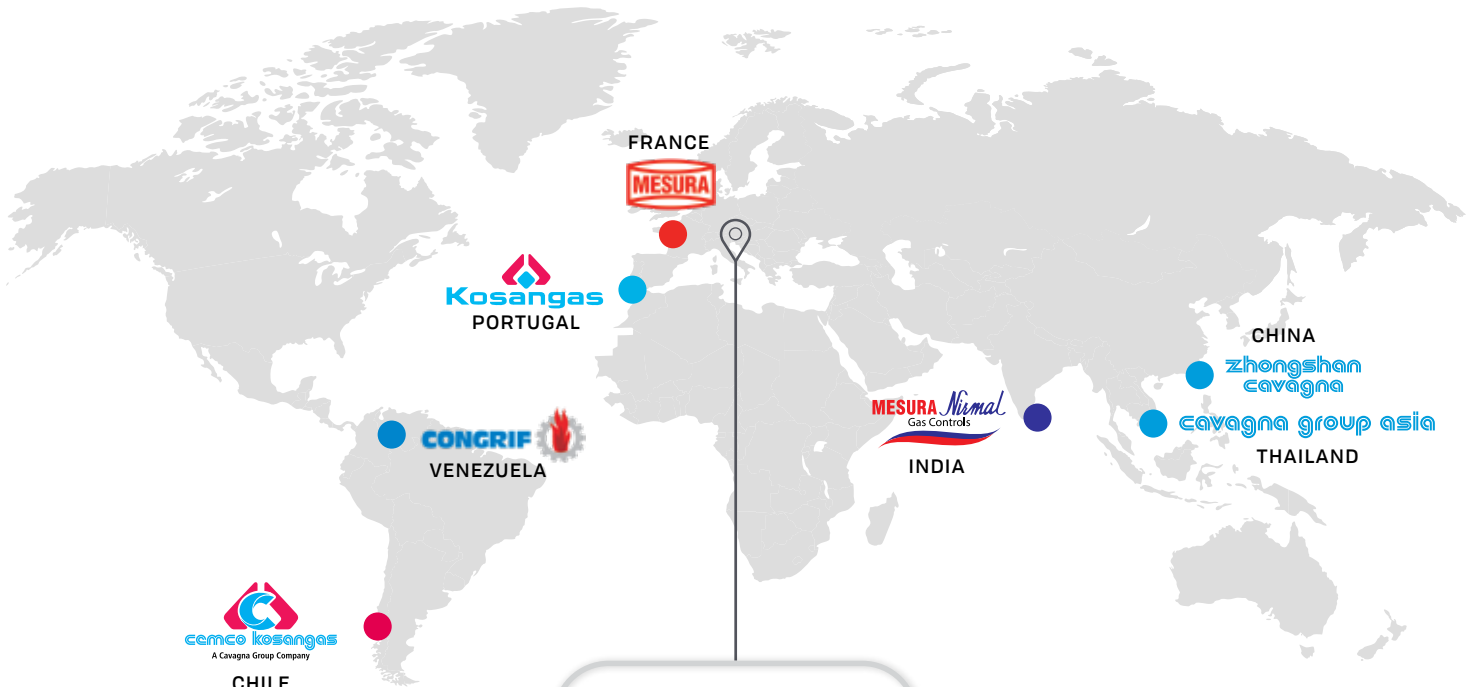 FRANCE
MESURA
Kosangas
PORTUGAL
CHINA
zhongshan
cavagna
cavagna group asia
THAILAND
MESURA Nirmal
Gas Controls
INDIA
CONGRIF
VENEZUELA
C
cemco kosangas
A Cavagna Group Company
CHILE